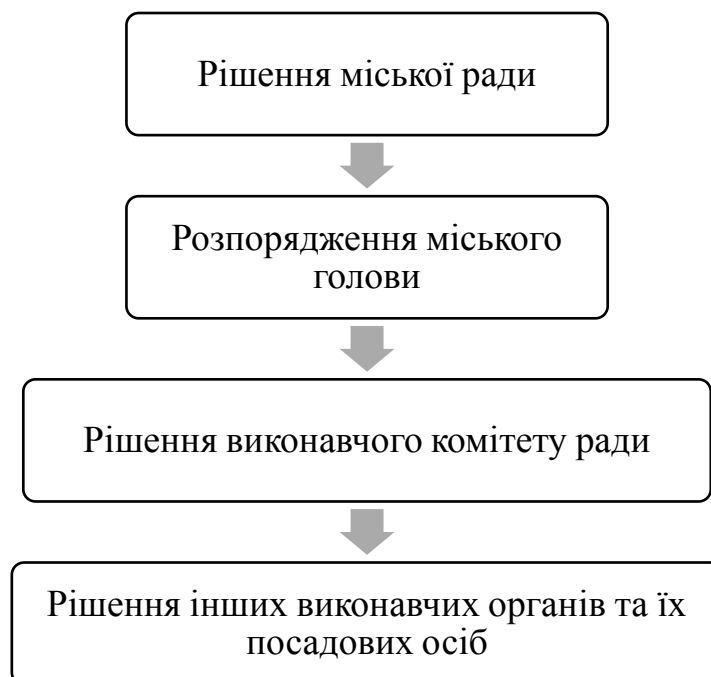 Рішення міської ради
Розпорядження міського
голови
Рішення виконавчого комітету ради
Рішення інших виконавчих органів та їх
посадових осіб